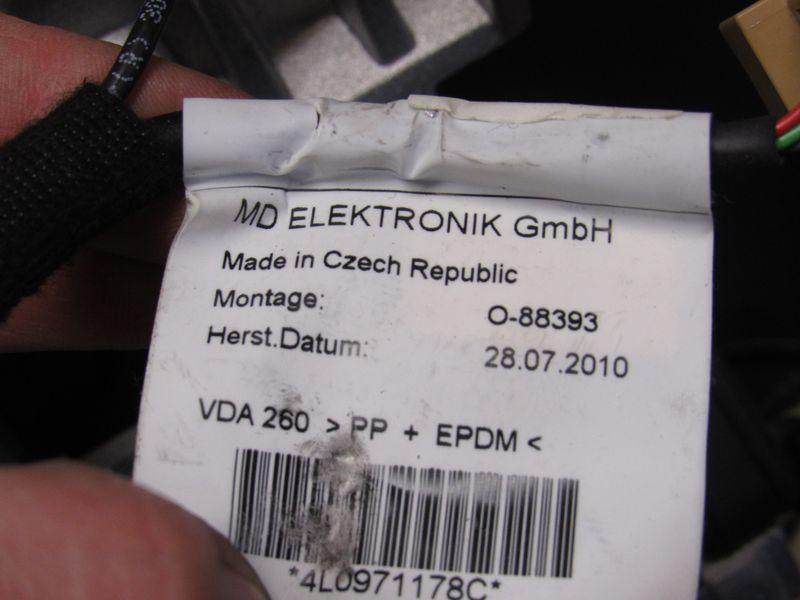 MD ELEKTRONIK GmbH
Made in Czech Republic
Montage: O-88393
Herst.Datum: 28.07.2010
VDA 260 > PP + EPDM <
*4L0971178C*